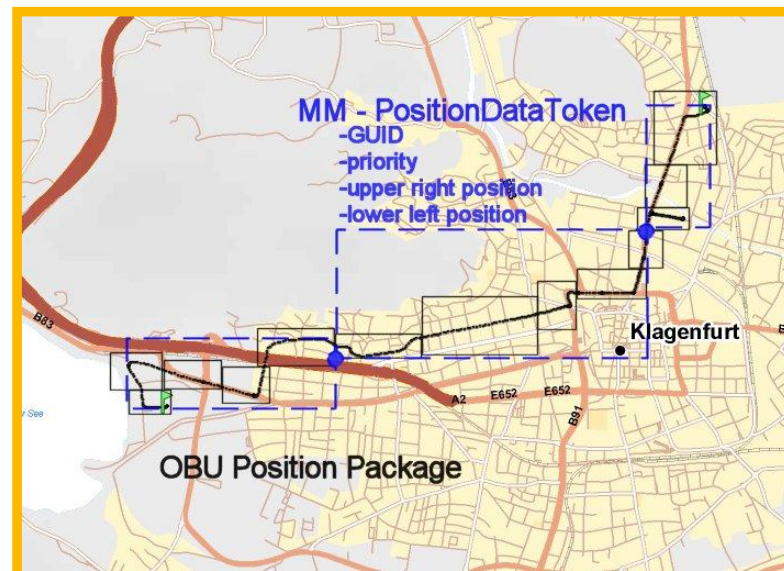 MM - PositionDataToken
-GUID
-priority
-upper right position
-lower left position
B83
Klagenfurt
A2
E652
E652
B91
See
OBU Position Package